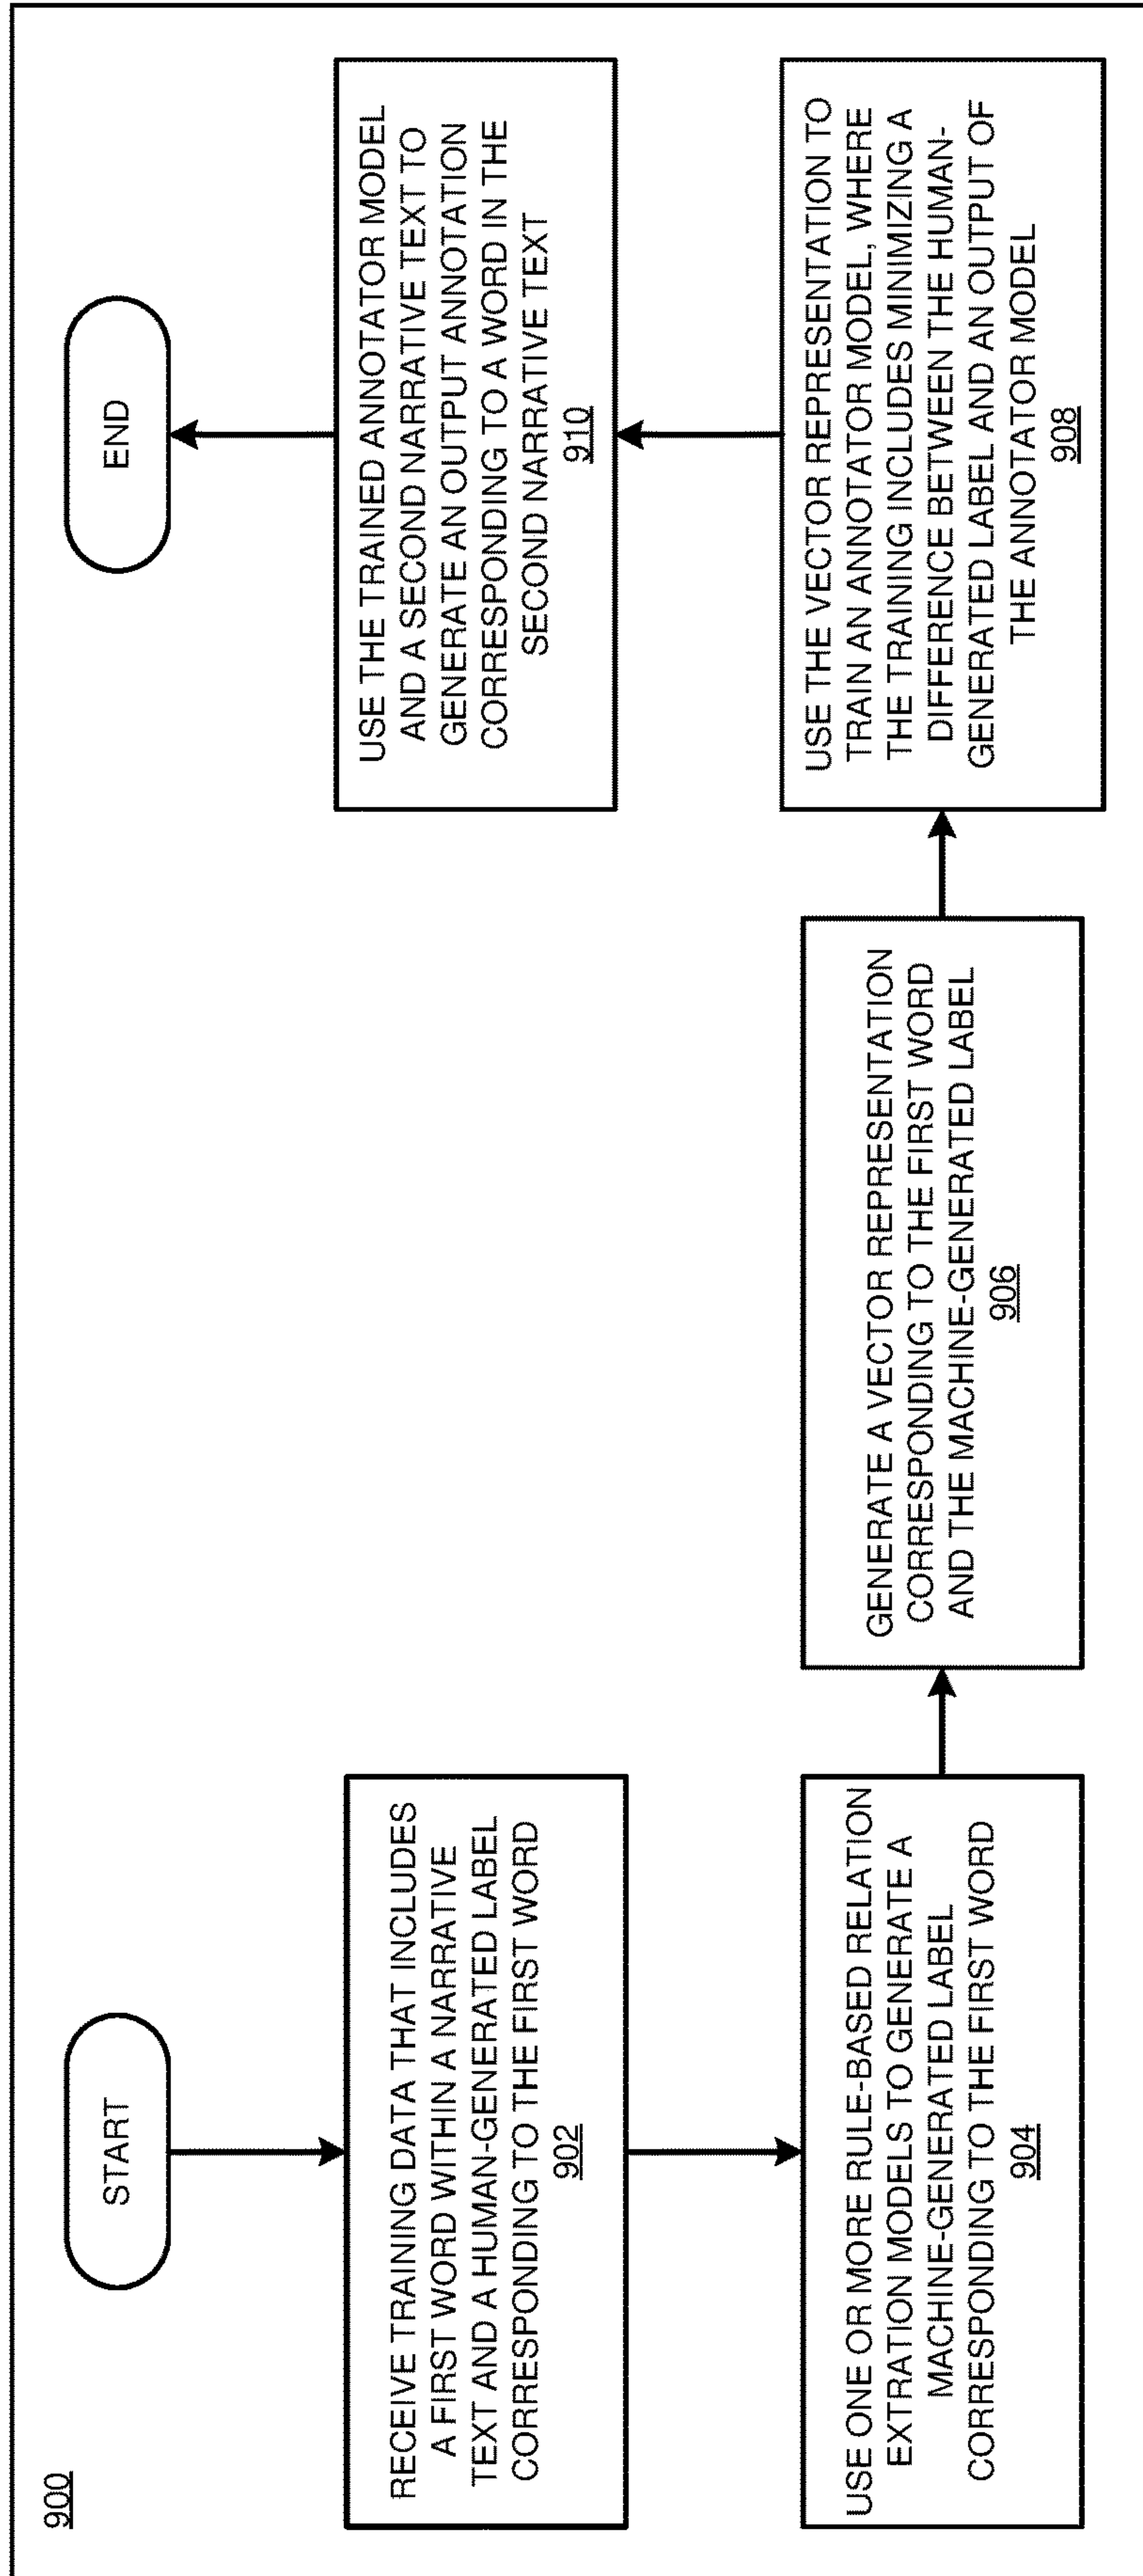 900
START
RECEIVE TRAINING DATA THAT INCLUDES
A FIRST WORD WITHIN A NARRATIVE
TEXT AND A HUMAN-GENERATED LABEL
CORRESPONDING TO THE FIRST WORD
902
USE ONE OR MORE RULE-BASED RELATION
EXTRATION MODELS TO GENERATE A
MACHINE-GENERATED LABEL
CORRESPONDING TO THE FIRST WORD
904
GENERATE A VECTOR REPRESENTATION
CORRESPONDING TO THE FIRST WORD
AND THE MACHINE-GENERATED LABEL
906
USE THE VECTOR REPRESENTATION TO
TRAIN AN ANNOTATOR MODEL, WHERE
THE TRAINING INCLUDES MINIMIZING A
DIFFERENCE BETWEEN THE HUMAN-
GENERATED LABEL AND AN OUTPUT OF
THE ANNOTATOR MODEL
908
USE THE TRAINED ANNOTATOR MODEL
AND A SECOND NARRATIVE TEXT TO
GENERATE AN OUTPUT ANNOTATION
CORRESPONDING TO A WORD IN THE
SECOND NARRATIVE TEXT
910
END